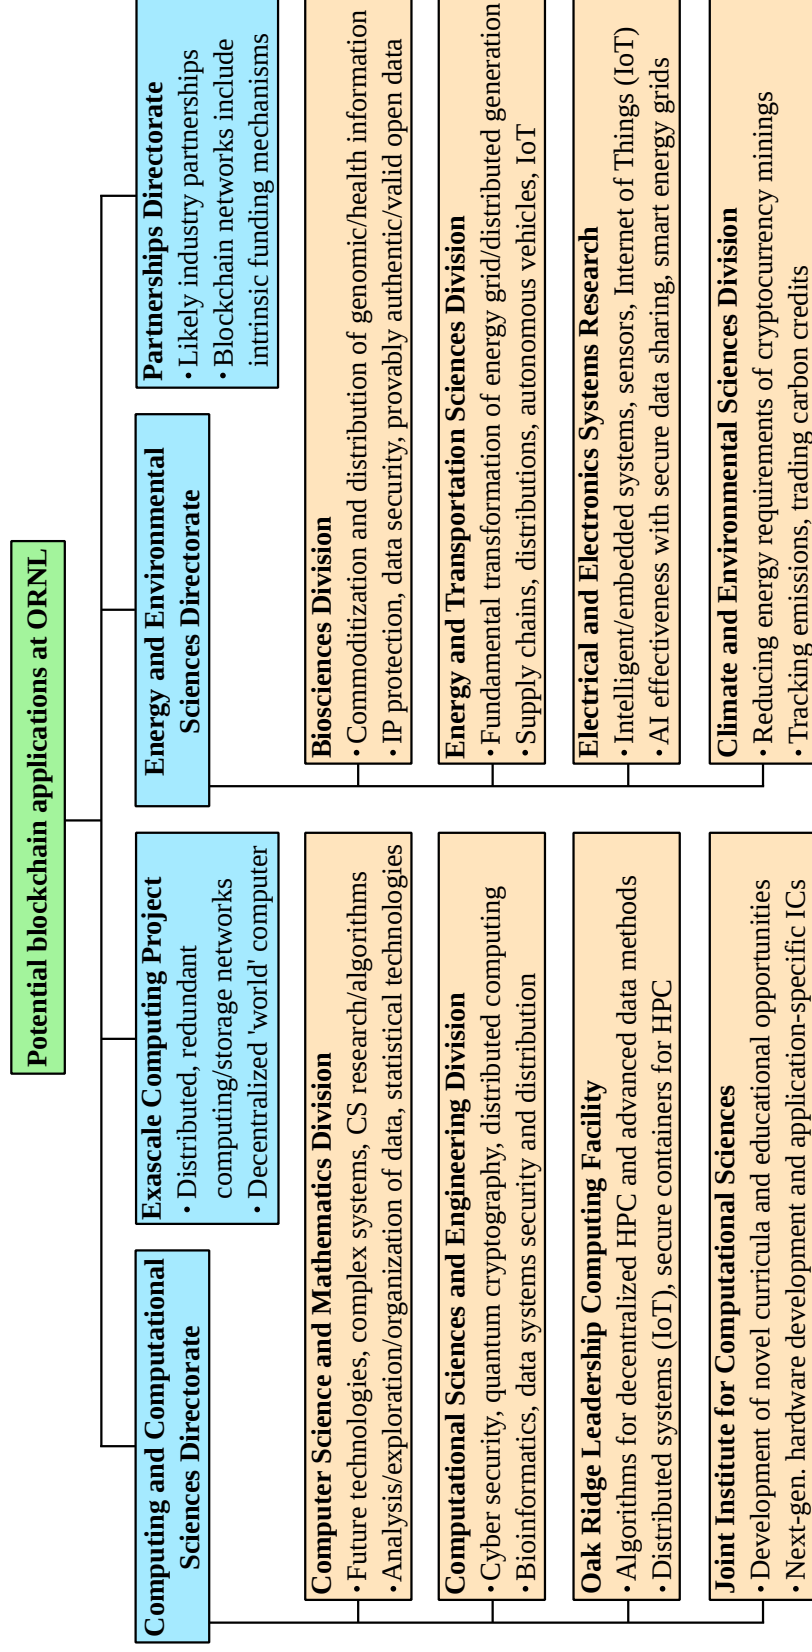 Potential blockchain applications at ORNL
Computing and Computational
Sciences Directorate
Exascale Computing Project
• Distributed, redundant
computing/storage networks
• Decentralized 'world' computer
Energy and Environmental
Sciences Directorate
Partnerships Directorate
• Likely industry partnerships
• Blockchain networks include
intrinsic funding mechanisms
Computer Science and Mathematics Division
• Future technologies, complex systems, CS research/algorithms
• Analysis/exploration/organization of data, statistical technologies
Computational Sciences and Engineering Division
• Cyber security, quantum cryptography, distributed computing
• Bioinformatics, data systems security and distribution
Oak Ridge Leadership Computing Facility
• Algorithms for decentralized HPC and advanced data methods
• Distributed systems (IoT), secure containers for HPC
Joint Institute for Computational Sciences
• Development of novel curricula and educational opportunities
• Next-gen. hardware development and application-specific ICs
Biosciences Division
• Commoditization and distribution of genomic/health information
• IP protection, data security, provably authentic/valid open data
Energy and Transportation Sciences Division
• Fundamental transformation of energy grid/distributed generation
• Supply chains, distributions, autonomous vehicles, IoT
Electrical and Electronics Systems Research
• Intelligent/embedded systems, sensors, Internet of Things (IoT)
• AI effectiveness with secure data sharing, smart energy grids
Climate and Environmental Sciences Division
• Reducing energy requirements of cryptocurrency minings
• Tracking emissions, trading carbon credits